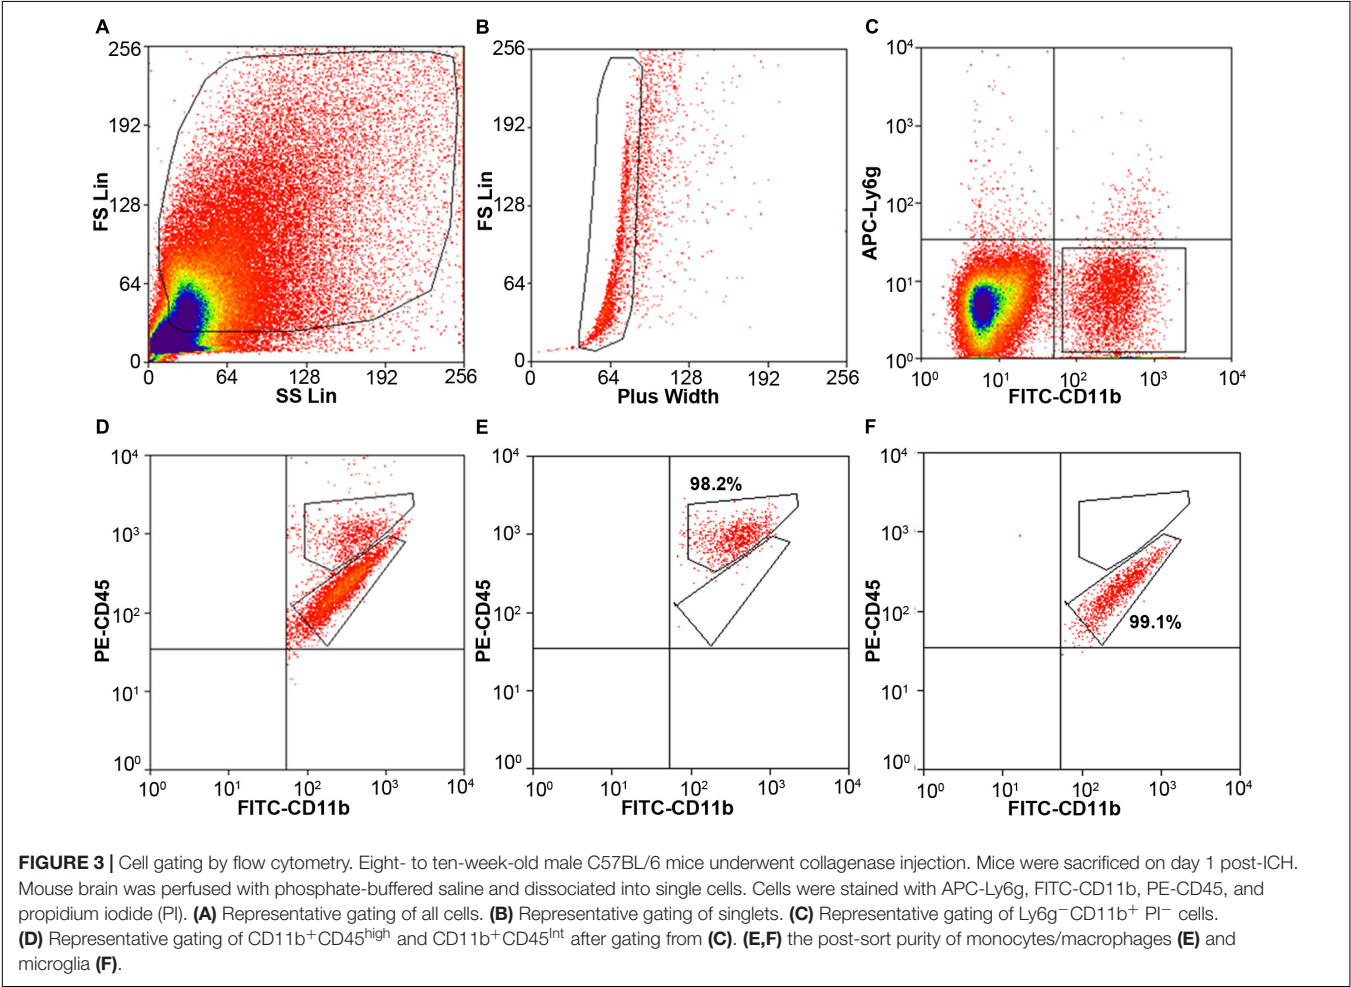 A
B
C
256
192
128
64
0
FS Lin
0 64 128 192 256
SS Lin
256
192
128
64
0
FS Lin
0 64 128 192 256
Plus Width
10⁴
10³
10²
10¹
10⁰
APC-Ly6g
10⁰ 10¹ 10² 10³ 10⁴
FITC-CD11b
D
E
F
10⁴
10³
10²
10¹
10⁰
PE-CD45
10⁰ 10¹ 10² 10³ 10⁴
FITC-CD11b
98.2%
10⁴
10³
10²
10¹
10⁰
PE-CD45
10⁰ 10¹ 10² 10³ 10⁴
FITC-CD11b
10⁴
10³
10²
10¹
10⁰
PE-CD45
99.1%
10⁰ 10¹ 10² 10³ 10⁴
FITC-CD11b
FIGURE 3 | Cell gating by flow cytometry. Eight- to ten-week-old male C57BL/6 mice underwent collagenase injection. Mice were sacrificed on day 1 post-ICH.
Mouse brain was perfused with phosphate-buffered saline and dissociated into single cells. Cells were stained with APC-Ly6g, FITC-CD11b, PE-CD45, and
propidium iodide (PI). (A) Representative gating of all cells. (B) Representative gating of singlets. (C) Representative gating of Ly6g⁻CD11b⁺ PI⁻ cells.
(D) Representative gating of CD11b⁺CD45ʰⁱᵍʰ and CD11b⁺CD45ᴵⁿᵗ after gating from (C). (E,F) the post-sort purity of monocytes/macrophages (E) and
microglia (F).